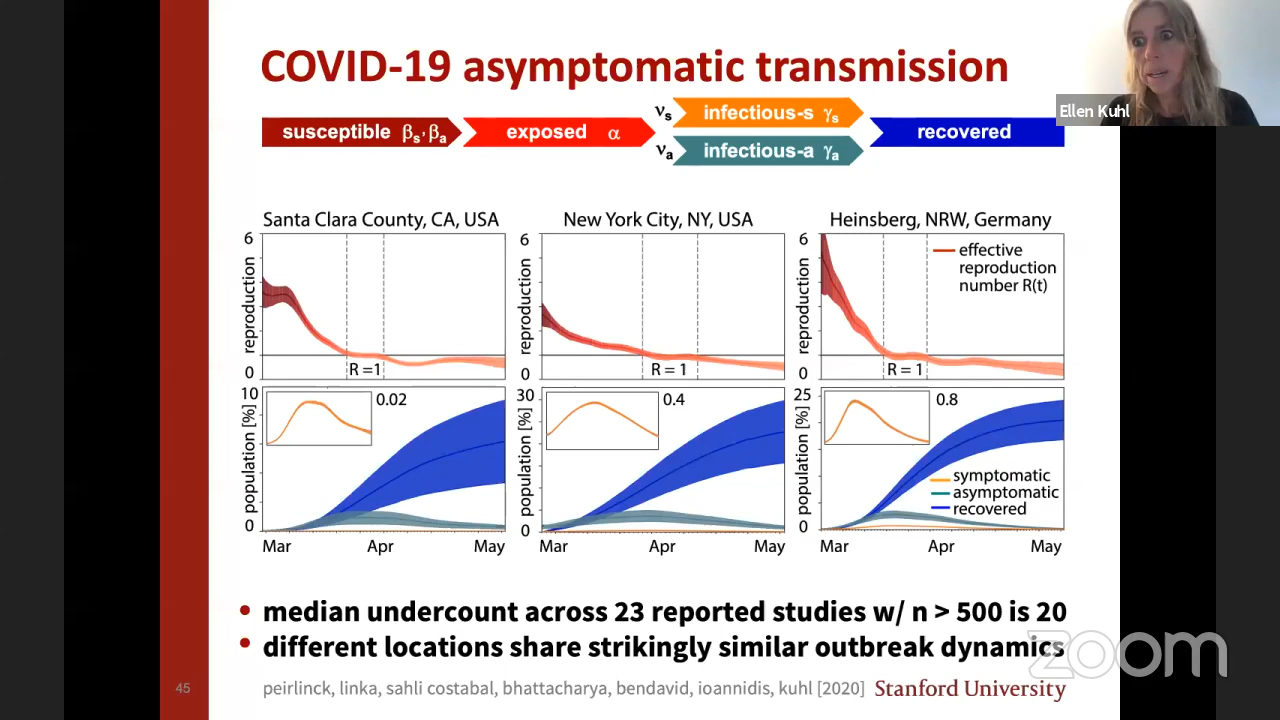 COVID-19 asymptomatic transmission
Ellen Kuhl
susceptible βs, βa
exposed α
νs
infectious-s γs
νa
infectious-a γa
recovered
Santa Clara County, CA, USA
New York City, NY, USA
Heinsberg, NRW, Germany
6
reproduction
0
R =1
6
reproduction
0
R = 1
6
reproduction
0
R = 1
effective
reproduction
number R(t)
10
population [%]
0
0.02
30
population [%]
0
0.4
25
population [%]
0
0.8
symptomatic
asymptomatic
recovered
Mar Apr May
Mar Apr May
Mar Apr May
• median undercount across 23 reported studies w/ n > 500 is 20
• different locations share strikingly similar outbreak dynamics
zoom
45
peirlinck, linka, sahli costabal, bhattacharya, bendavid, ioannidis, kuhl [2020] Stanford University